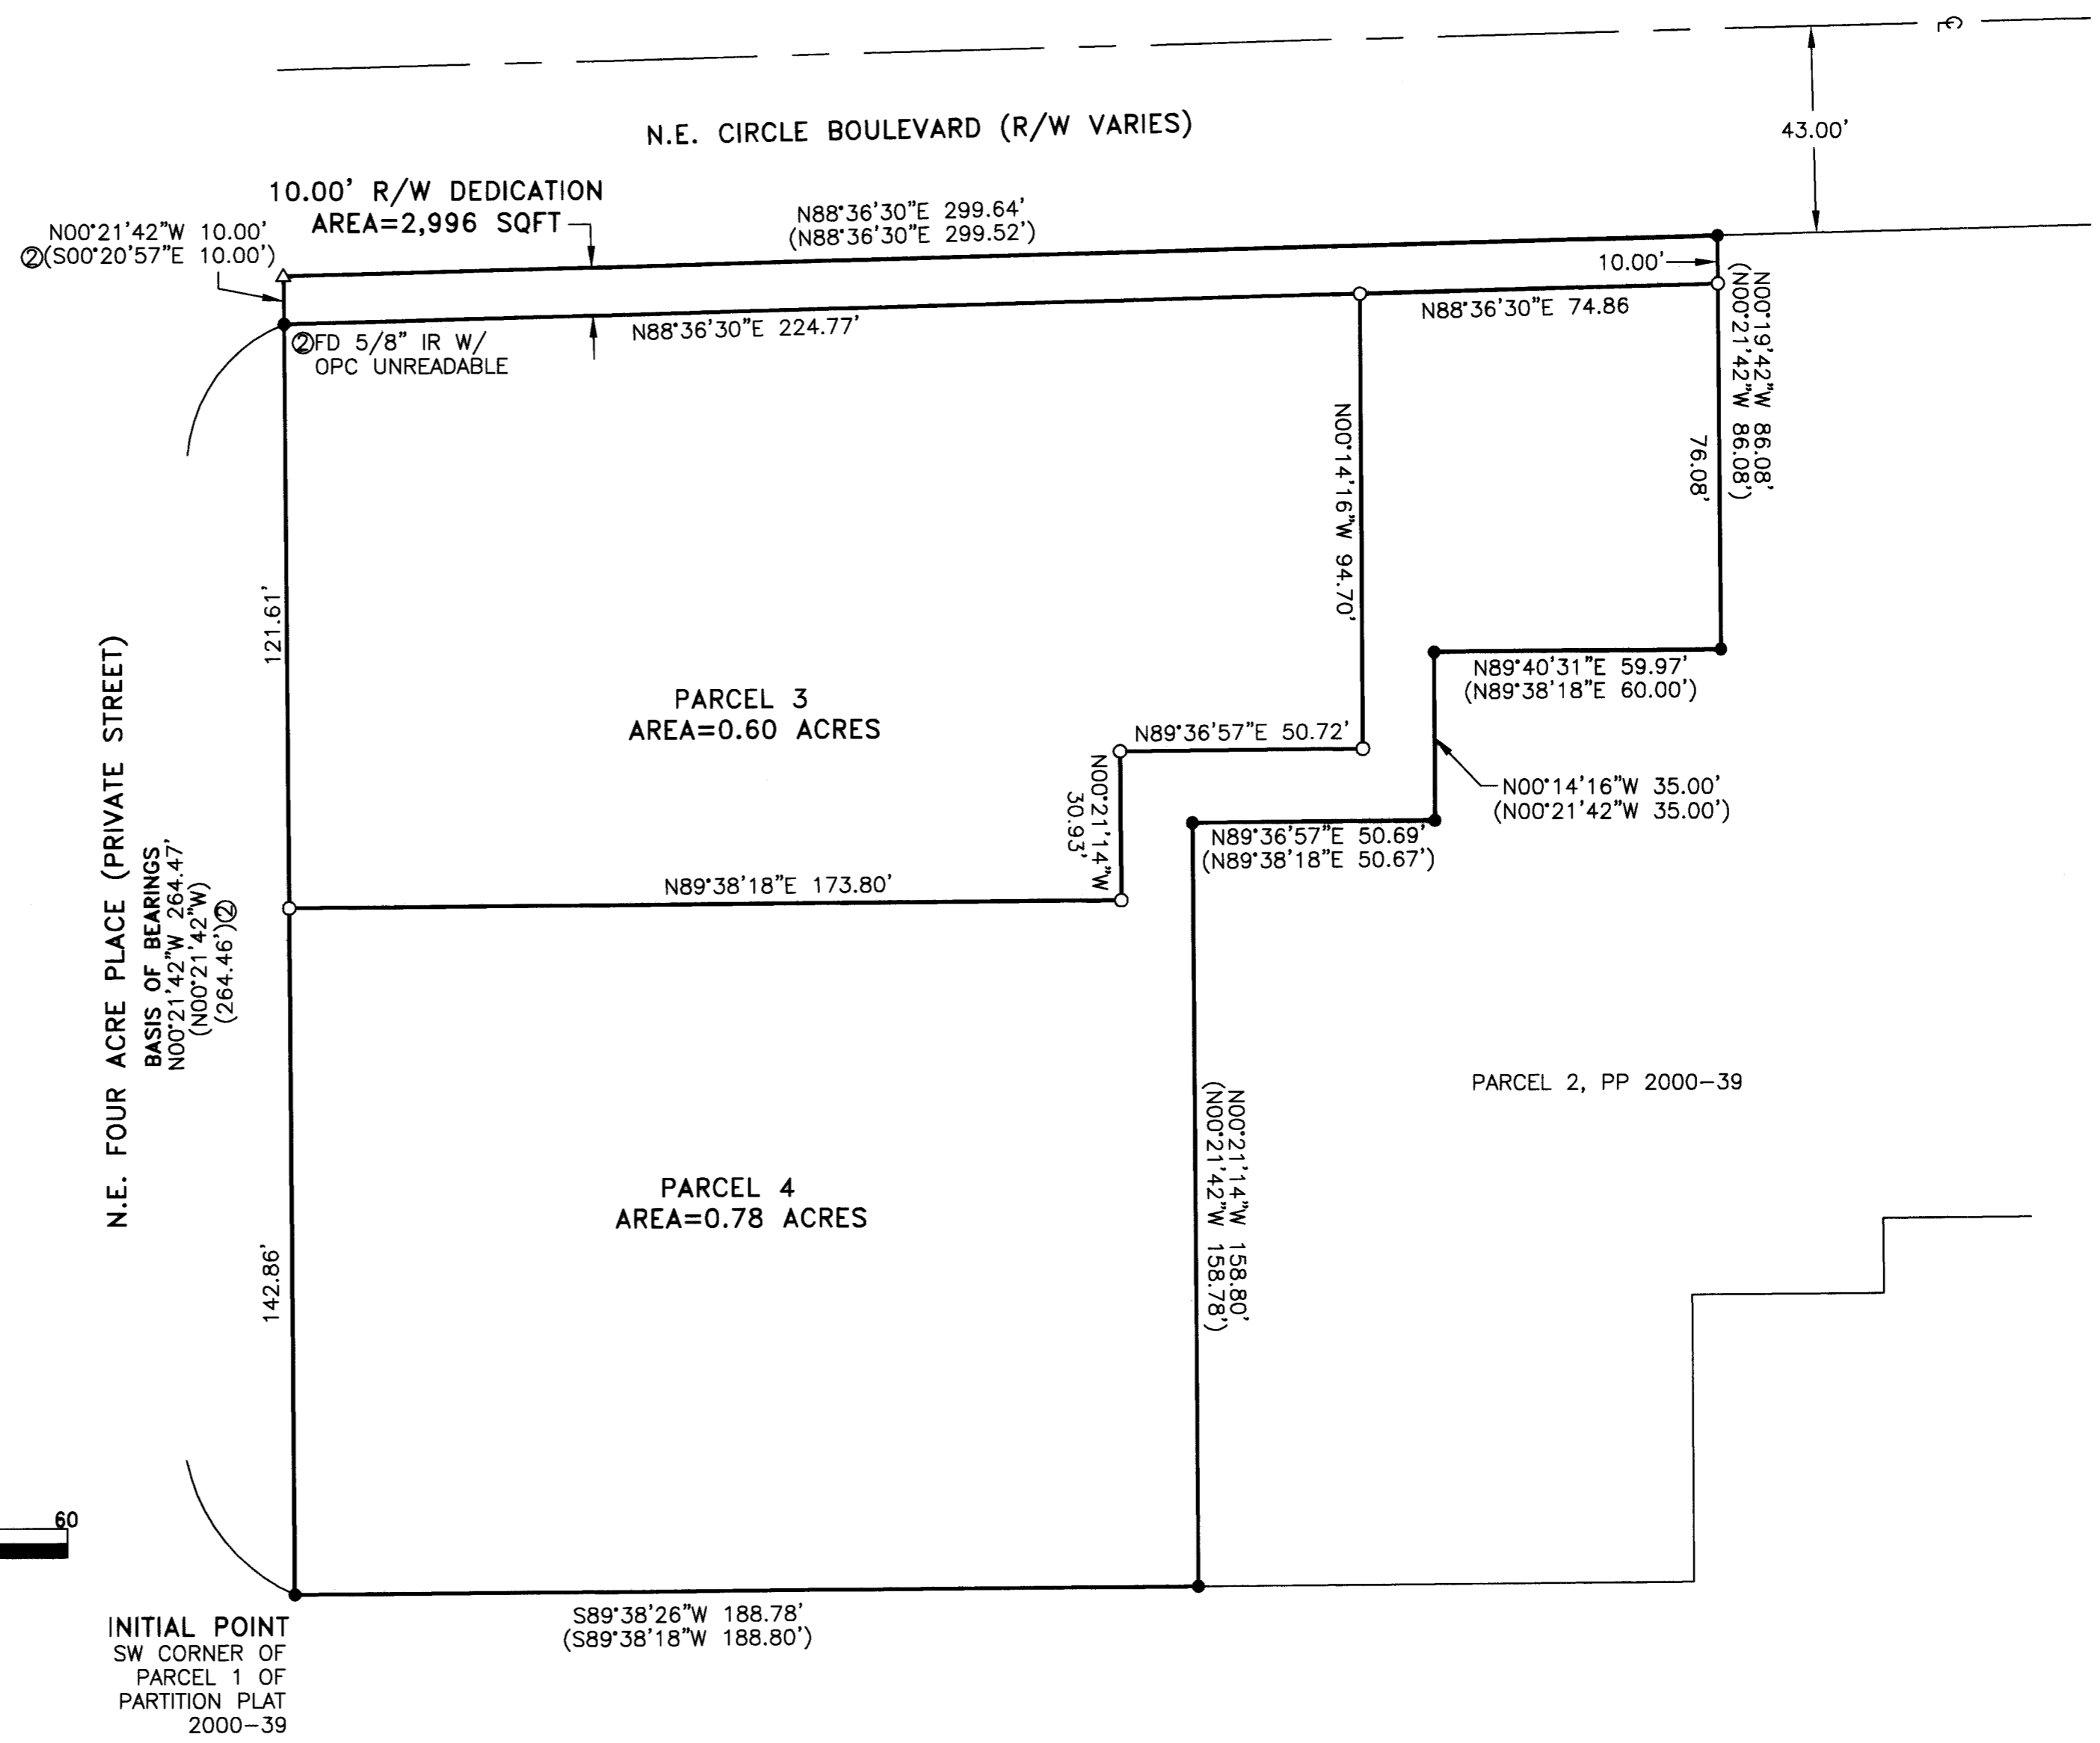 ℄
43.00'
N.E. CIRCLE BOULEVARD (R/W VARIES)
10.00' R/W DEDICATION
AREA=2,996 SQFT
N00°21'42"W 10.00'
②(S00°20'57"E 10.00')
N88°36'30"E 299.64'
(N88°36'30"E 299.52')
10.00'
N88°36'30"E 224.77'
N88°36'30"E 74.86
②FD 5/8" IR W/
OPC UNREADABLE
N00°19'42"W 86.08'
(N00°21'42"W 86.08')
76.08'
N00°14'16"W 94.70'
121.61'
N89°40'31"E 59.97'
(N89°38'18"E 60.00')
PARCEL 3
AREA=0.60 ACRES
N89°36'57"E 50.72'
N00°21'14"W
30.93'
N00°14'16"W 35.00'
(N00°21'42"W 35.00')
N89°36'57"E 50.69'
(N89°38'18"E 50.67')
N89°38'18"E 173.80'
N.E. FOUR ACRE PLACE (PRIVATE STREET)
BASIS OF BEARINGS
N00°21'42"W 264.47'
(N00°21'42"W)
(264.46')②
PARCEL 2, PP 2000-39
N00°21'14"W 158.80'
(N00°21'42"W 158.78')
PARCEL 4
AREA=0.78 ACRES
142.86'
60
S89°38'26"W 188.78'
(S89°38'18"W 188.80')
INITIAL POINT
SW CORNER OF
PARCEL 1 OF
PARTITION PLAT
2000-39